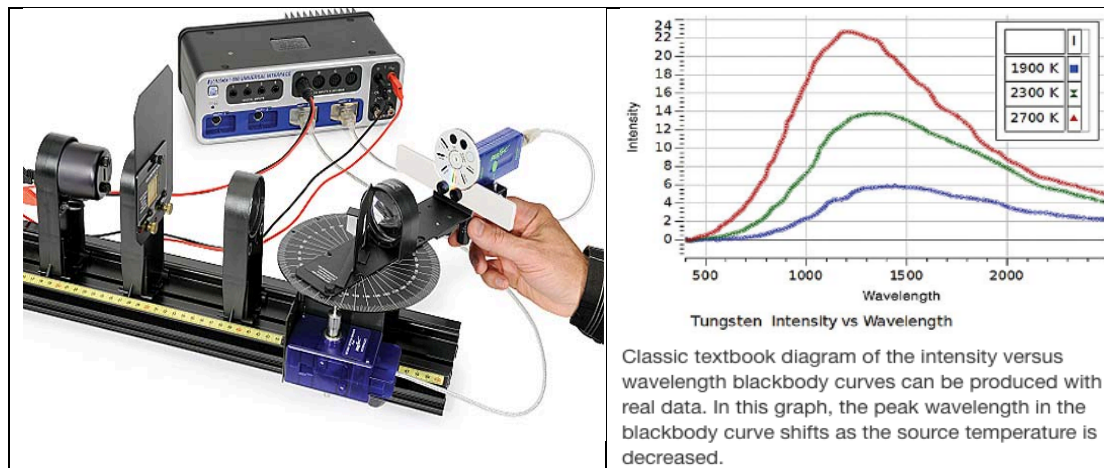 UNIVERSAL INTERFACE
24
22
20
18
16
14
12
10
8
6
4
2
0
Intensity
I
1900 K
2300 K
2700 K
500
1000
1500
2000
Wavelength
Tungsten Intensity vs Wavelength
Classic textbook diagram of the intensity versus
wavelength blackbody curves can be produced with
real data. In this graph, the peak wavelength in the
blackbody curve shifts as the source temperature is
decreased.